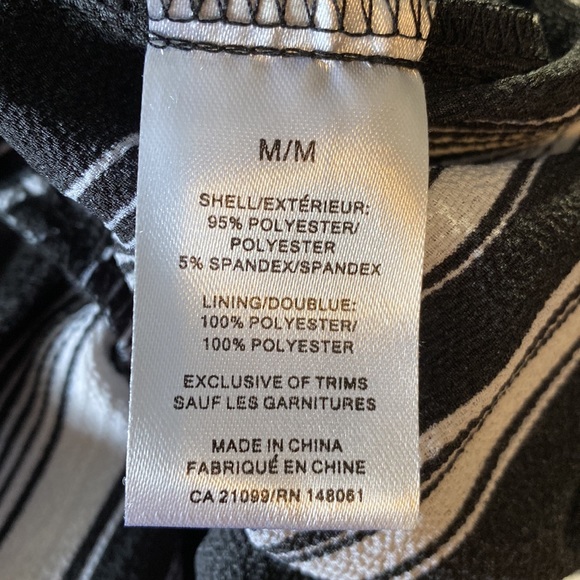 M/M
SHELL/EXTÉRIEUR:
95% POLYESTER/
POLYESTER
5% SPANDEX/SPANDEX
LINING/DOUBLUE:
100% POLYESTER/
100% POLYESTER
EXCLUSIVE OF TRIMS
SAUF LES GARNITURES
MADE IN CHINA
FABRIQUÉ EN CHINE
CA 21099/RN 148061